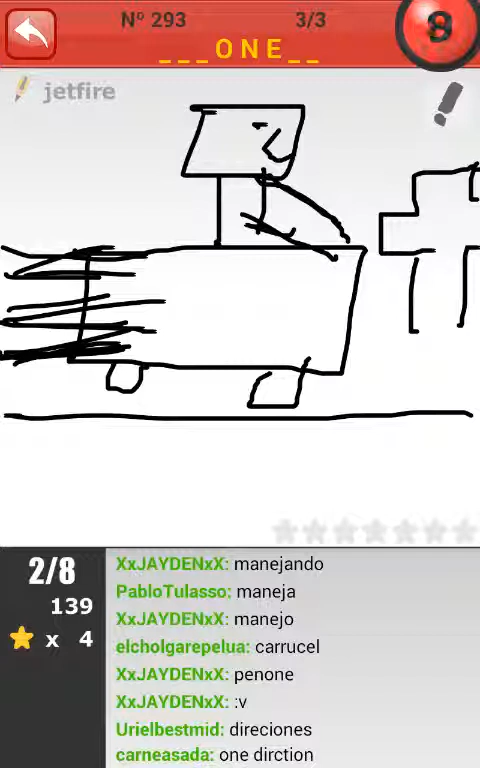 Nº 293 3/3
8
_ _ _ O N E _ _
jetfire
2/8
139
x 4
XxJAYDENxX: manejando
PabloTulasso: maneja
XxJAYDENxX: manejo
elcholgarepelua: carrucel
XxJAYDENxX: penone
XxJAYDENxX: :v
Urielbestmid: direciones
carneasada: one dirction